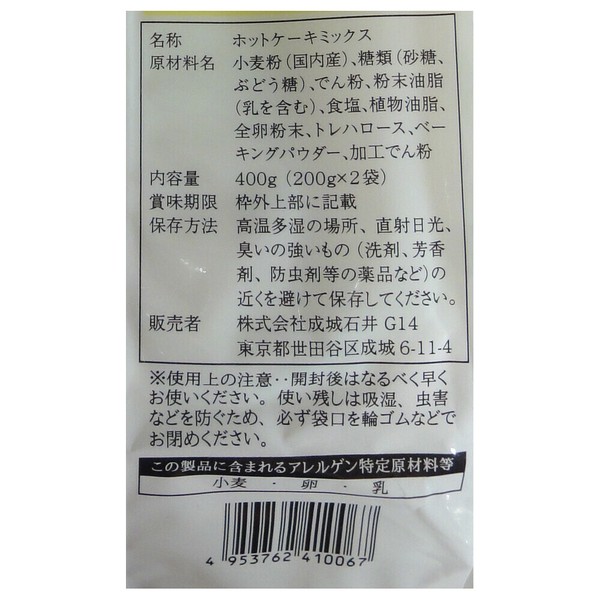 名称 ホットケーキミックス
原材料名 小麦粉(国内産)、糖類(砂糖、
ぶどう糖)、でん粉、粉末油脂
(乳を含む)、食塩、植物油脂、
全卵粉末、トレハロース、ベー
キングパウダー、加工でん粉
内容量 400g(200g×2袋)
賞味期限 枠外上部に記載
保存方法 高温多湿の場所、直射日光、
臭いの強いもの(洗剤、芳香
剤、防虫剤等の薬品など)の
近くを避けて保存してください。
販売者 株式会社成城石井 G14
東京都世田谷区成城6-11-4
※使用上の注意‥開封後はなるべく早く
お使いください。使い残しは吸湿、虫害
などを防ぐため、必ず袋口を輪ゴムなどで
お閉めください。
この製品に含まれるアレルゲン特定原材料等
小麦・卵・乳
4 953762 410067